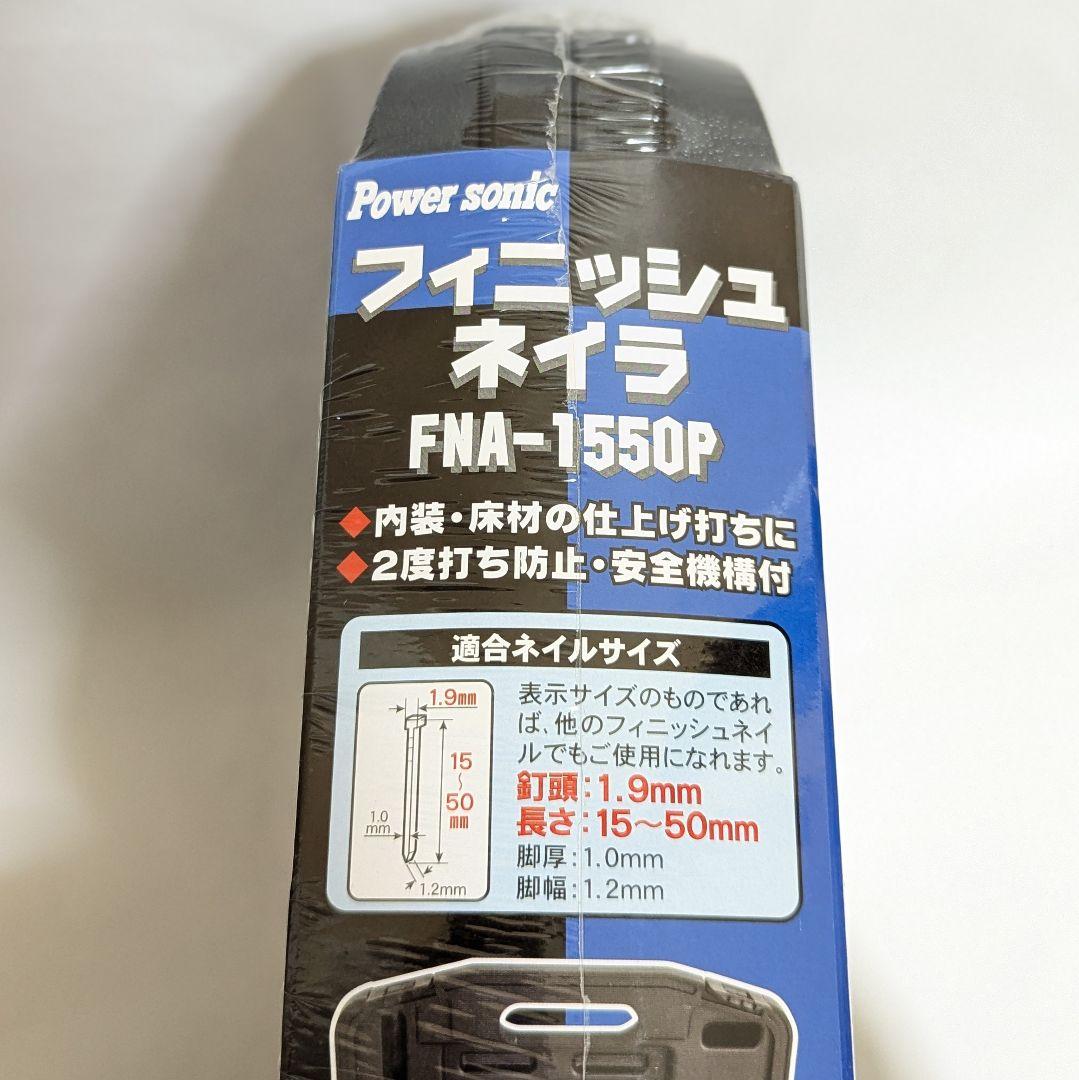 Power sonic
フィニッシュ
ネイラ
FNA-1550P
◆内装・床材の仕上げ打ちに
◆2度打ち防止・安全機構付
適合ネイルサイズ
1.9mm
15
〜
50
mm
1.0
mm
1.2mm
表示サイズのものであれ
ば、他のフィニッシュネイ
ルでもご使用になれます。
釘頭：1.9mm
長さ：15〜50mm
脚厚：1.0mm
脚幅：1.2mm